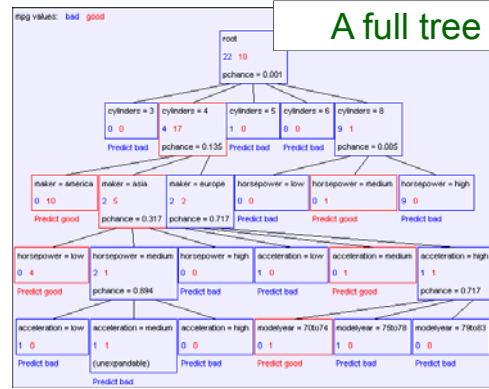 mpg values: bad good
A full tree
root
22 18
pchance = 0.001
cylinders = 3
0 0
Predict bad
cylinders = 4
4 17
pchance = 0.135
cylinders = 5
1 0
Predict bad
cylinders = 6
8 0
Predict bad
cylinders = 8
9 1
pchance = 0.085
maker = america
0 10
Predict good
maker = asia
2 5
pchance = 0.317
maker = europe
2 2
pchance = 0.717
horsepower = low
0 0
Predict bad
horsepower = medium
0 1
Predict good
horsepower = high
9 0
Predict bad
horsepower = low
0 4
Predict good
horsepower = medium
2 1
pchance = 0.894
horsepower = high
0 0
Predict bad
acceleration = low
1 0
Predict bad
acceleration = medium
0 1
Predict good
acceleration = high
1 1
pchance = 0.717
acceleration = low
1 0
Predict bad
acceleration = medium
1 1
(unexpandable)
Predict bad
acceleration = high
0 0
Predict bad
modelyear = 70to74
0 1
Predict good
modelyear = 75to78
1 0
Predict bad
modelyear = 79to83
0 0
Predict bad